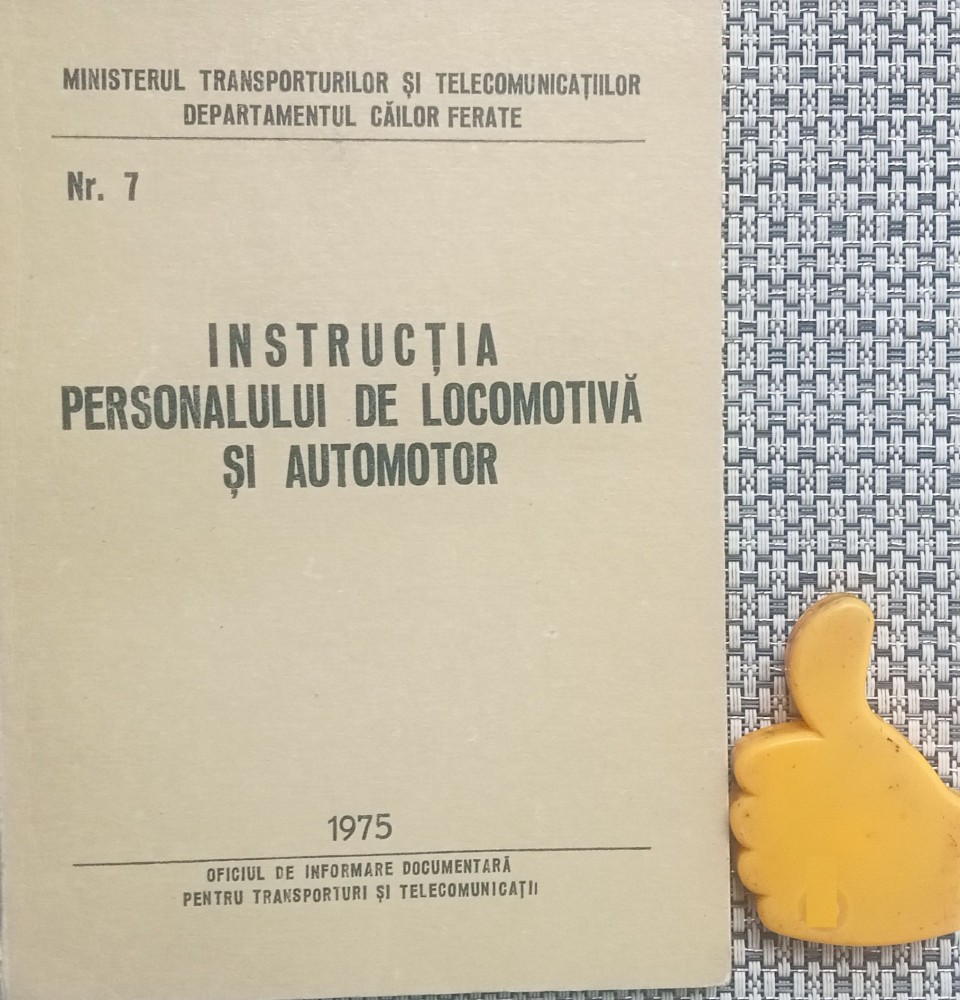 MINISTERUL TRANSPORTURILOR ȘI TELECOMUNICAȚIILOR
DEPARTAMENTUL CĂILOR FERATE
Nr. 7
INSTRUCȚIA
PERSONALULUI DE LOCOMOTIVĂ
ȘI AUTOMOTOR
1975
OFICIUL DE INFORMARE DOCUMENTARĂ
PENTRU TRANSPORTURI ȘI TELECOMUNICAȚII